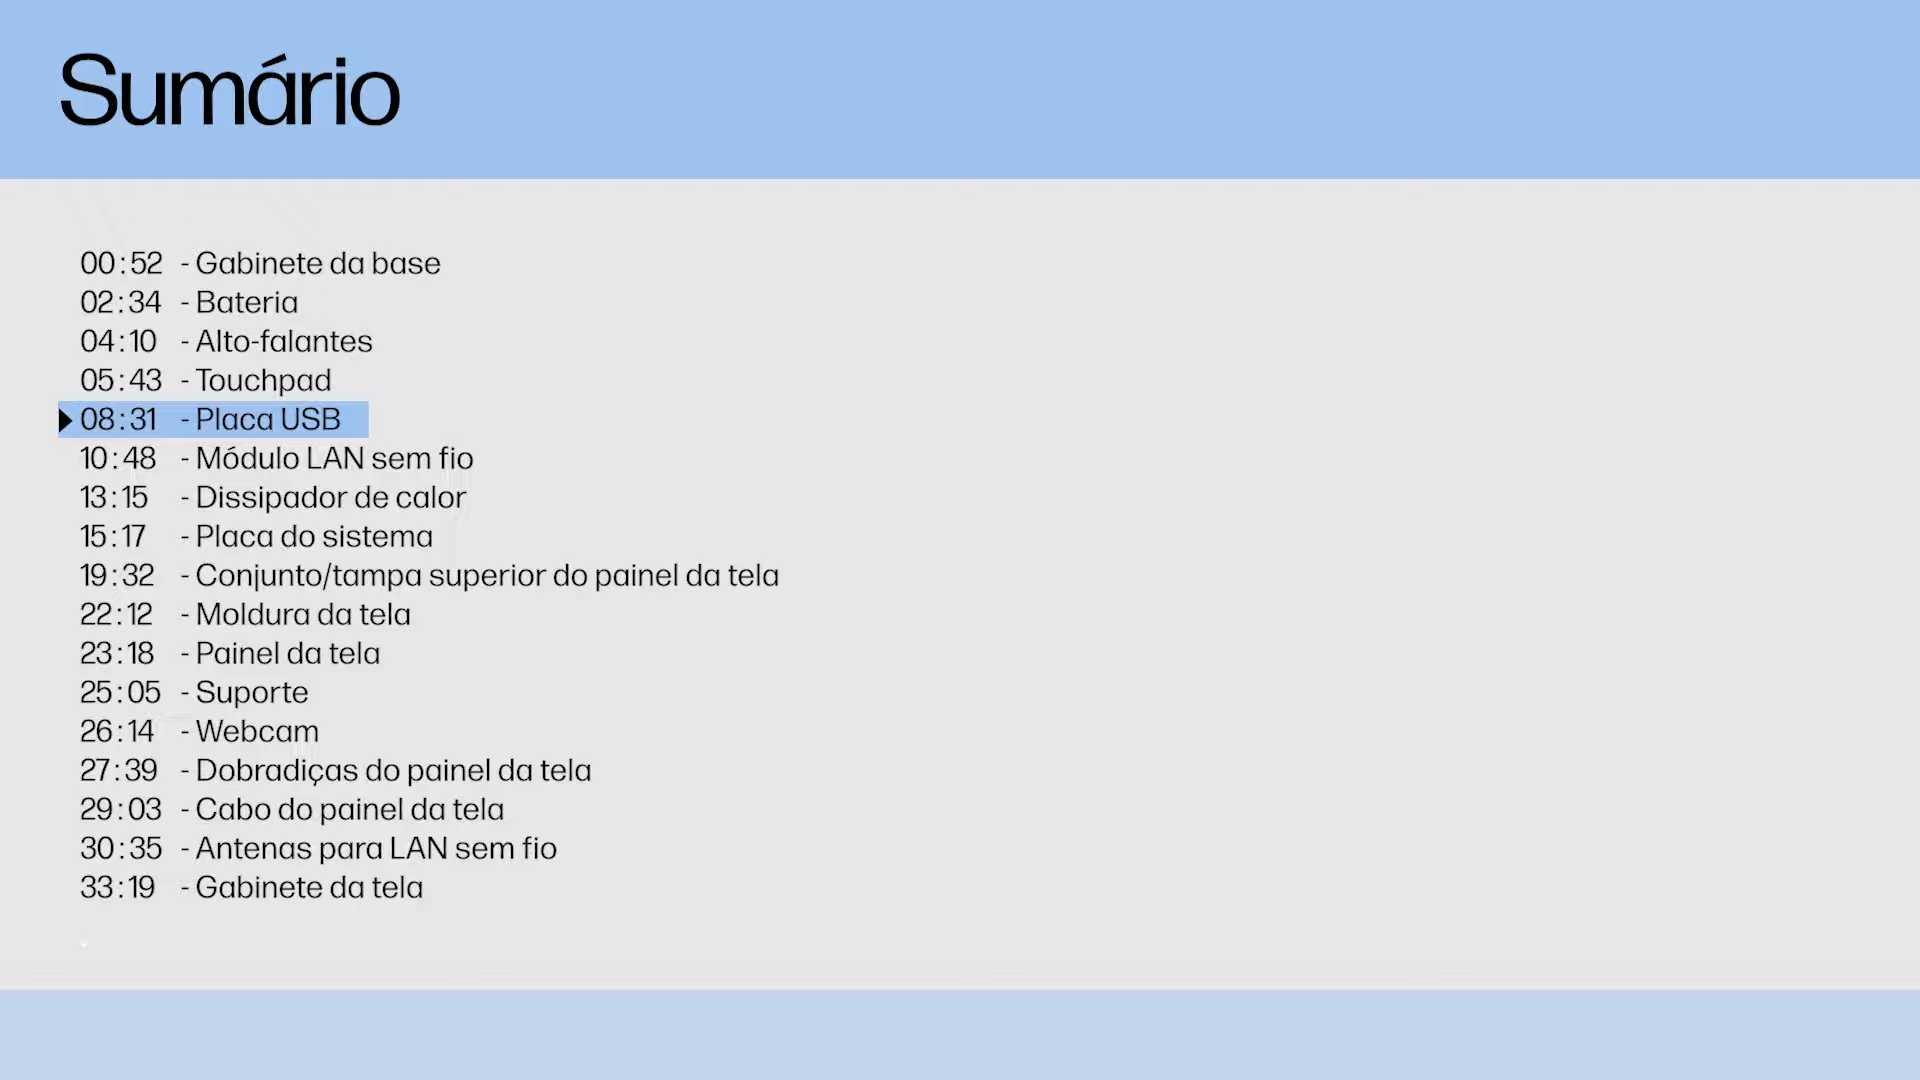 Sumário
00:52 - Gabinete da base
02:34 - Bateria
04:10 - Alto-falantes
05:43 - Touchpad
08:31 - Placa USB
10:48 - Módulo LAN sem fio
13:15 - Dissipador de calor
15:17 - Placa do sistema
19:32 - Conjunto/tampa superior do painel da tela
22:12 - Moldura da tela
23:18 - Painel da tela
25:05 - Suporte
26:14 - Webcam
27:39 - Dobradiças do painel da tela
29:03 - Cabo do painel da tela
30:35 - Antenas para LAN sem fio
33:19 - Gabinete da tela